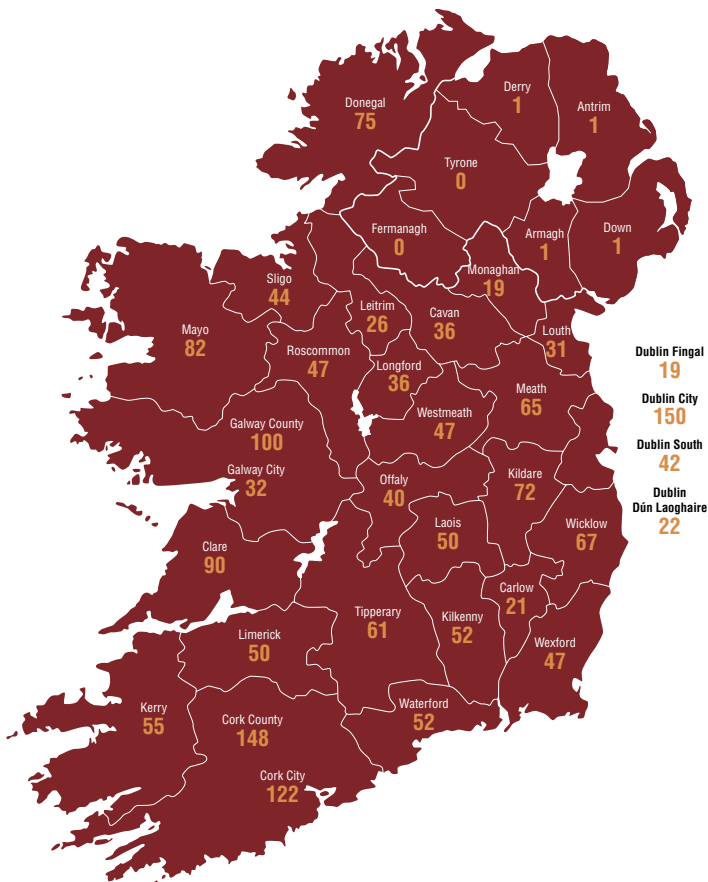 Derry
1
Antrim
1
Donegal
75
Tyrone
0
Fermanagh
0
Armagh
1
Down
1
Monaghan
19
Sligo
44
Leitrim
26
Cavan
36
Louth
31
Mayo
82
Roscommon
47
Longford
36
Meath
65
Westmeath
47
Dublin Fingal
19
Dublin City
150
Dublin South
42
Dublin
Dún Laoghaire
22
Galway County
100
Galway City
32
Offaly
40
Kildare
72
Laois
50
Wicklow
67
Clare
90
Carlow
21
Tipperary
61
Kilkenny
52
Limerick
50
Wexford
47
Kerry
55
Cork County
148
Waterford
52
Cork City
122